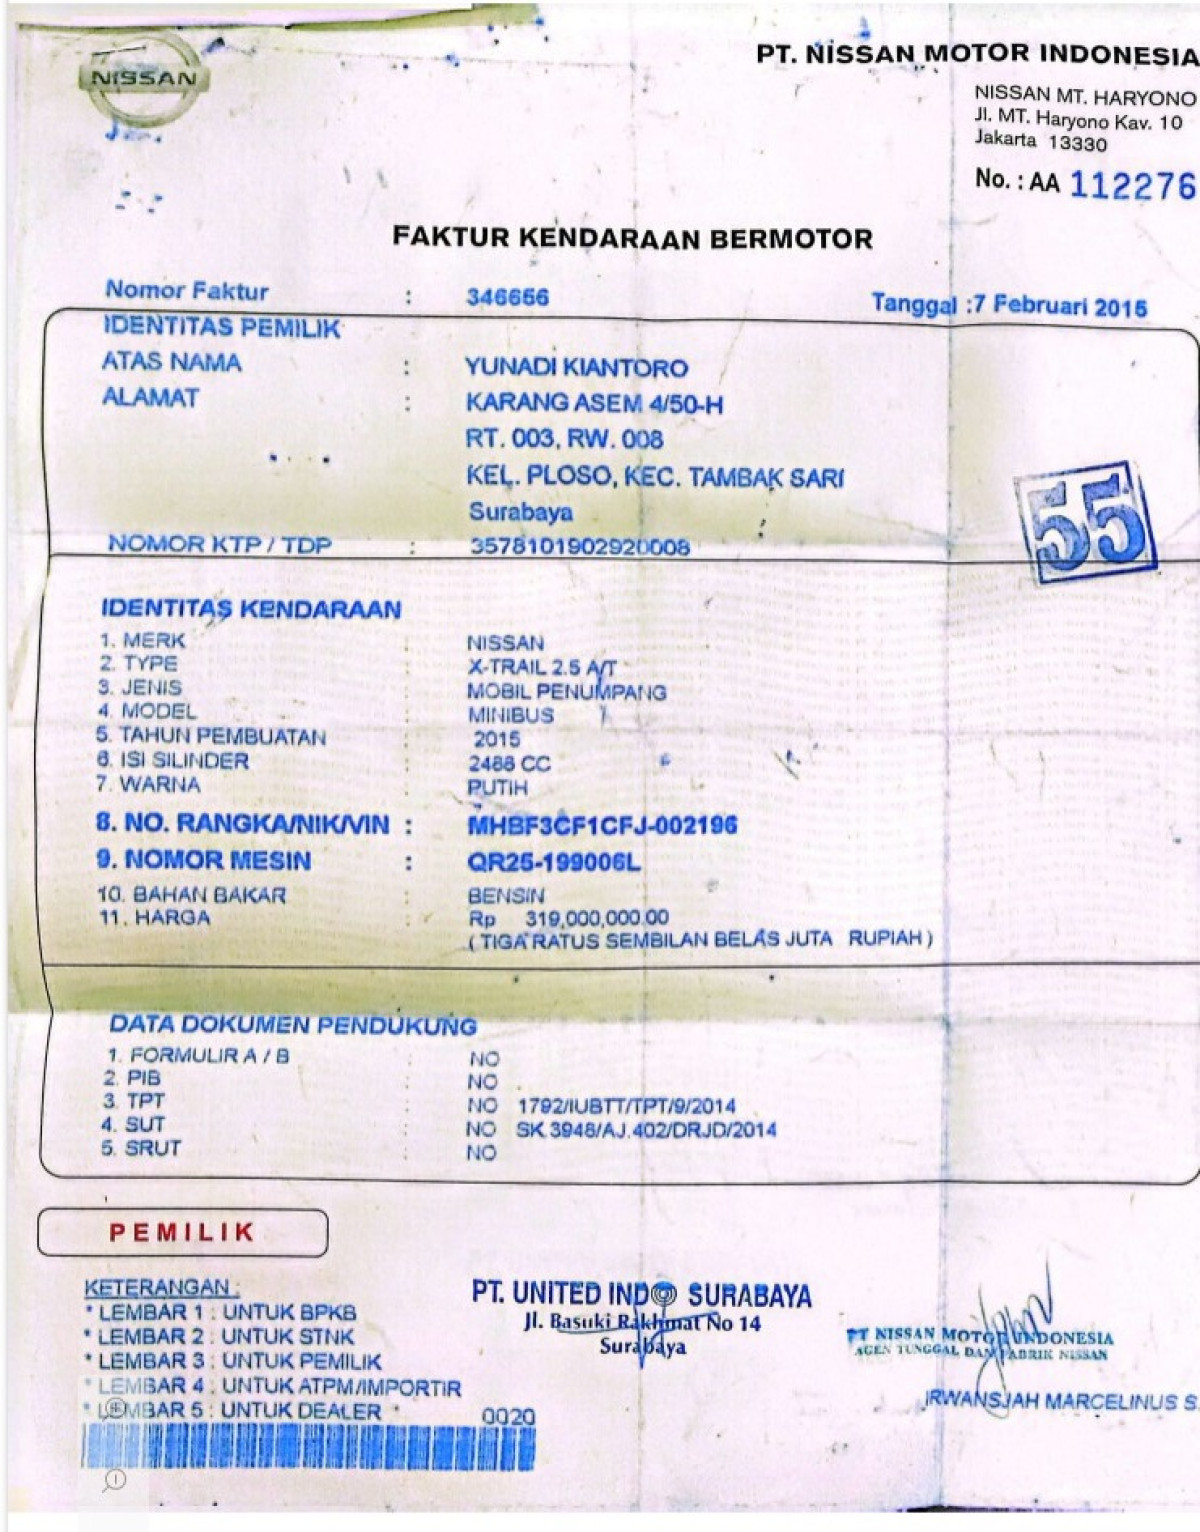 NISSAN
PT. NISSAN MOTOR INDONESIA
NISSAN MT. HARYONO
Jl. MT. Haryono Kav. 10
Jakarta 13330
No. : AA 112276
FAKTUR KENDARAAN BERMOTOR
Nomor Faktur : 346656 Tanggal :7 Februari 2015
IDENTITAS PEMILIK
ATAS NAMA : YUNADI KIANTORO
ALAMAT : KARANG ASEM 4/50-H
RT. 003, RW. 008
KEL. PLOSO, KEC. TAMBAK SARI
Surabaya
55
NOMOR KTP / TDP : 3578101902920008
IDENTITAS KENDARAAN
1. MERK : NISSAN
2. TYPE : X-TRAIL 2.5 A/T
3. JENIS : MOBIL PENUMPANG
4. MODEL : MINIBUS
5. TAHUN PEMBUATAN : 2015
6. ISI SILINDER : 2488 CC
7. WARNA : PUTIH
8. NO. RANGKA/NIK/VIN : MHBF3CF1CFJ-002196
9. NOMOR MESIN : QR25-199006L
10. BAHAN BAKAR : BENSIN
11. HARGA : Rp 319,000,000.00
( TIGA RATUS SEMBILAN BELAS JUTA RUPIAH )
DATA DOKUMEN PENDUKUNG
1. FORMULIR A / B : NO
2. PIB : NO
3. TPT : NO 1792/IUBTT/TPT/9/2014
4. SUT : NO SK.3948/AJ.402/DRJD/2014
5. SRUT : NO
PEMILIK
KETERANGAN :
* LEMBAR 1 : UNTUK BPKB
* LEMBAR 2 : UNTUK STNK
* LEMBAR 3 : UNTUK PEMILIK
* LEMBAR 4 : UNTUK ATPM/IMPORTIR
* LEMBAR 5 : UNTUK DEALER *
0020
PT. UNITED INDO SURABAYA
Jl. Basuki Rakhmat No 14
Surabaya
PT NISSAN MOTOR INDONESIA
AGEN TUNGGAL DAN PABRIK NISSAN
IRWANSJAH MARCELINUS S.